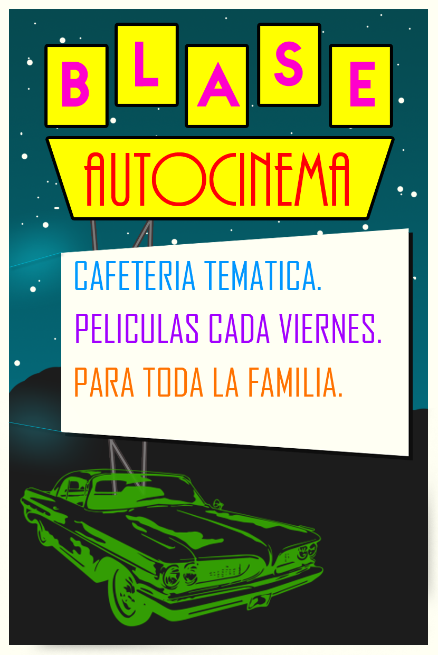 BLASE
AUTOCINEMA
CAFETERIA TEMATICA.
PELICULAS CADA VIERNES.
PARA TODA LA FAMILIA.